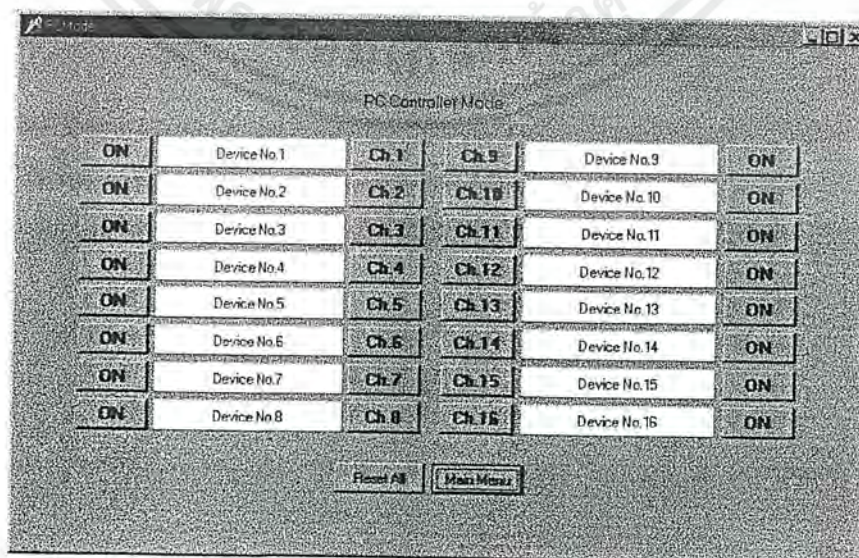 PC Mode
PC Controller Mode
ON Device No.1 Ch.1 Ch.9 Device No.9 ON
ON Device No.2 Ch.2 Ch.10 Device No.10 ON
ON Device No.3 Ch.3 Ch.11 Device No.11 ON
ON Device No.4 Ch.4 Ch.12 Device No.12 ON
ON Device No.5 Ch.5 Ch.13 Device No.13 ON
ON Device No.6 Ch.6 Ch.14 Device No.14 ON
ON Device No.7 Ch.7 Ch.15 Device No.15 ON
ON Device No.8 Ch.8 Ch.16 Device No.16 ON
Reset All Main Menu